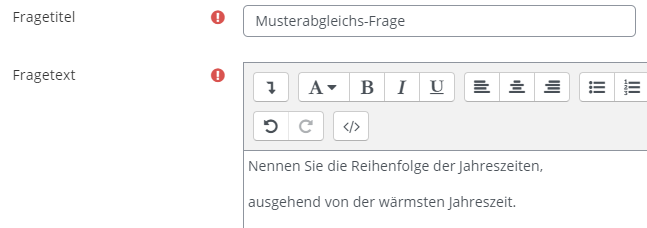 Fragetitel
Musterabgleichs-Frage
Fragetext
A B I U
Nennen Sie die Reihenfolge der Jahreszeiten,
ausgehend von der wärmsten Jahreszeit.